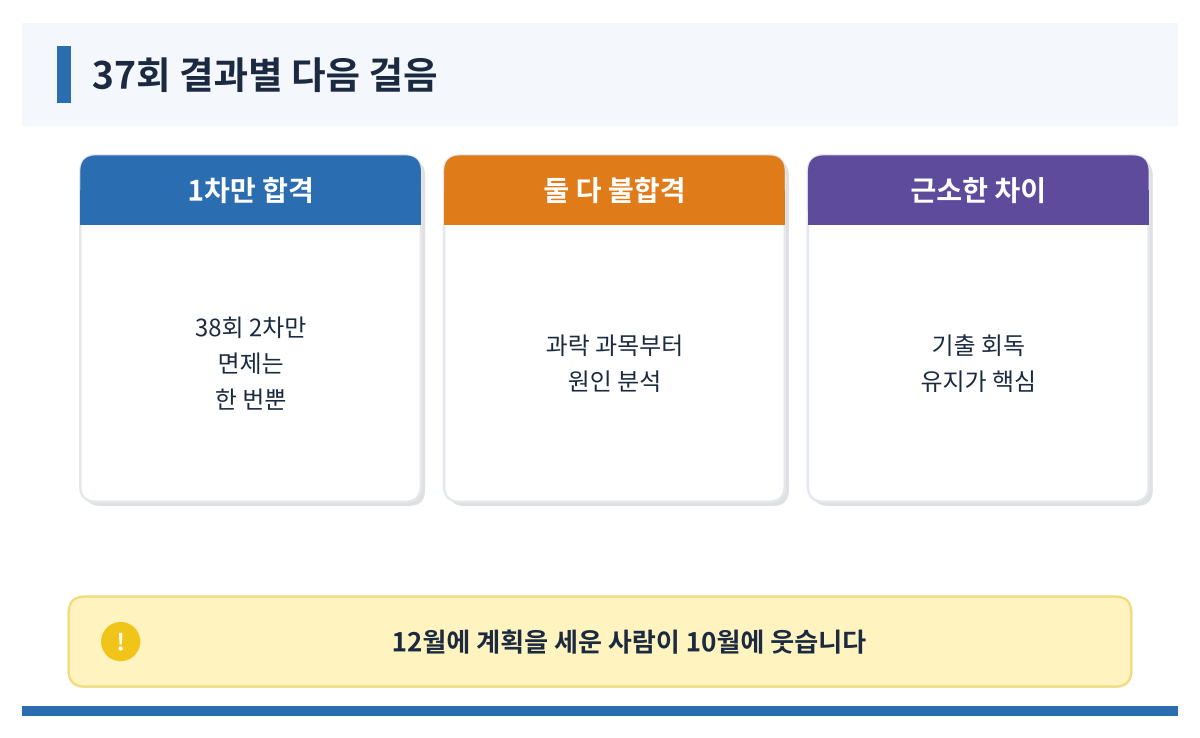 37회 결과별 다음 걸음
1차만 합격
38회 2차만
면제는
한 번뿐
둘 다 불합격
과락 과목부터
원인 분석
근소한 차이
기출 회독
유지가 핵심
!
12월에 계획을 세운 사람이 10월에 웃습니다